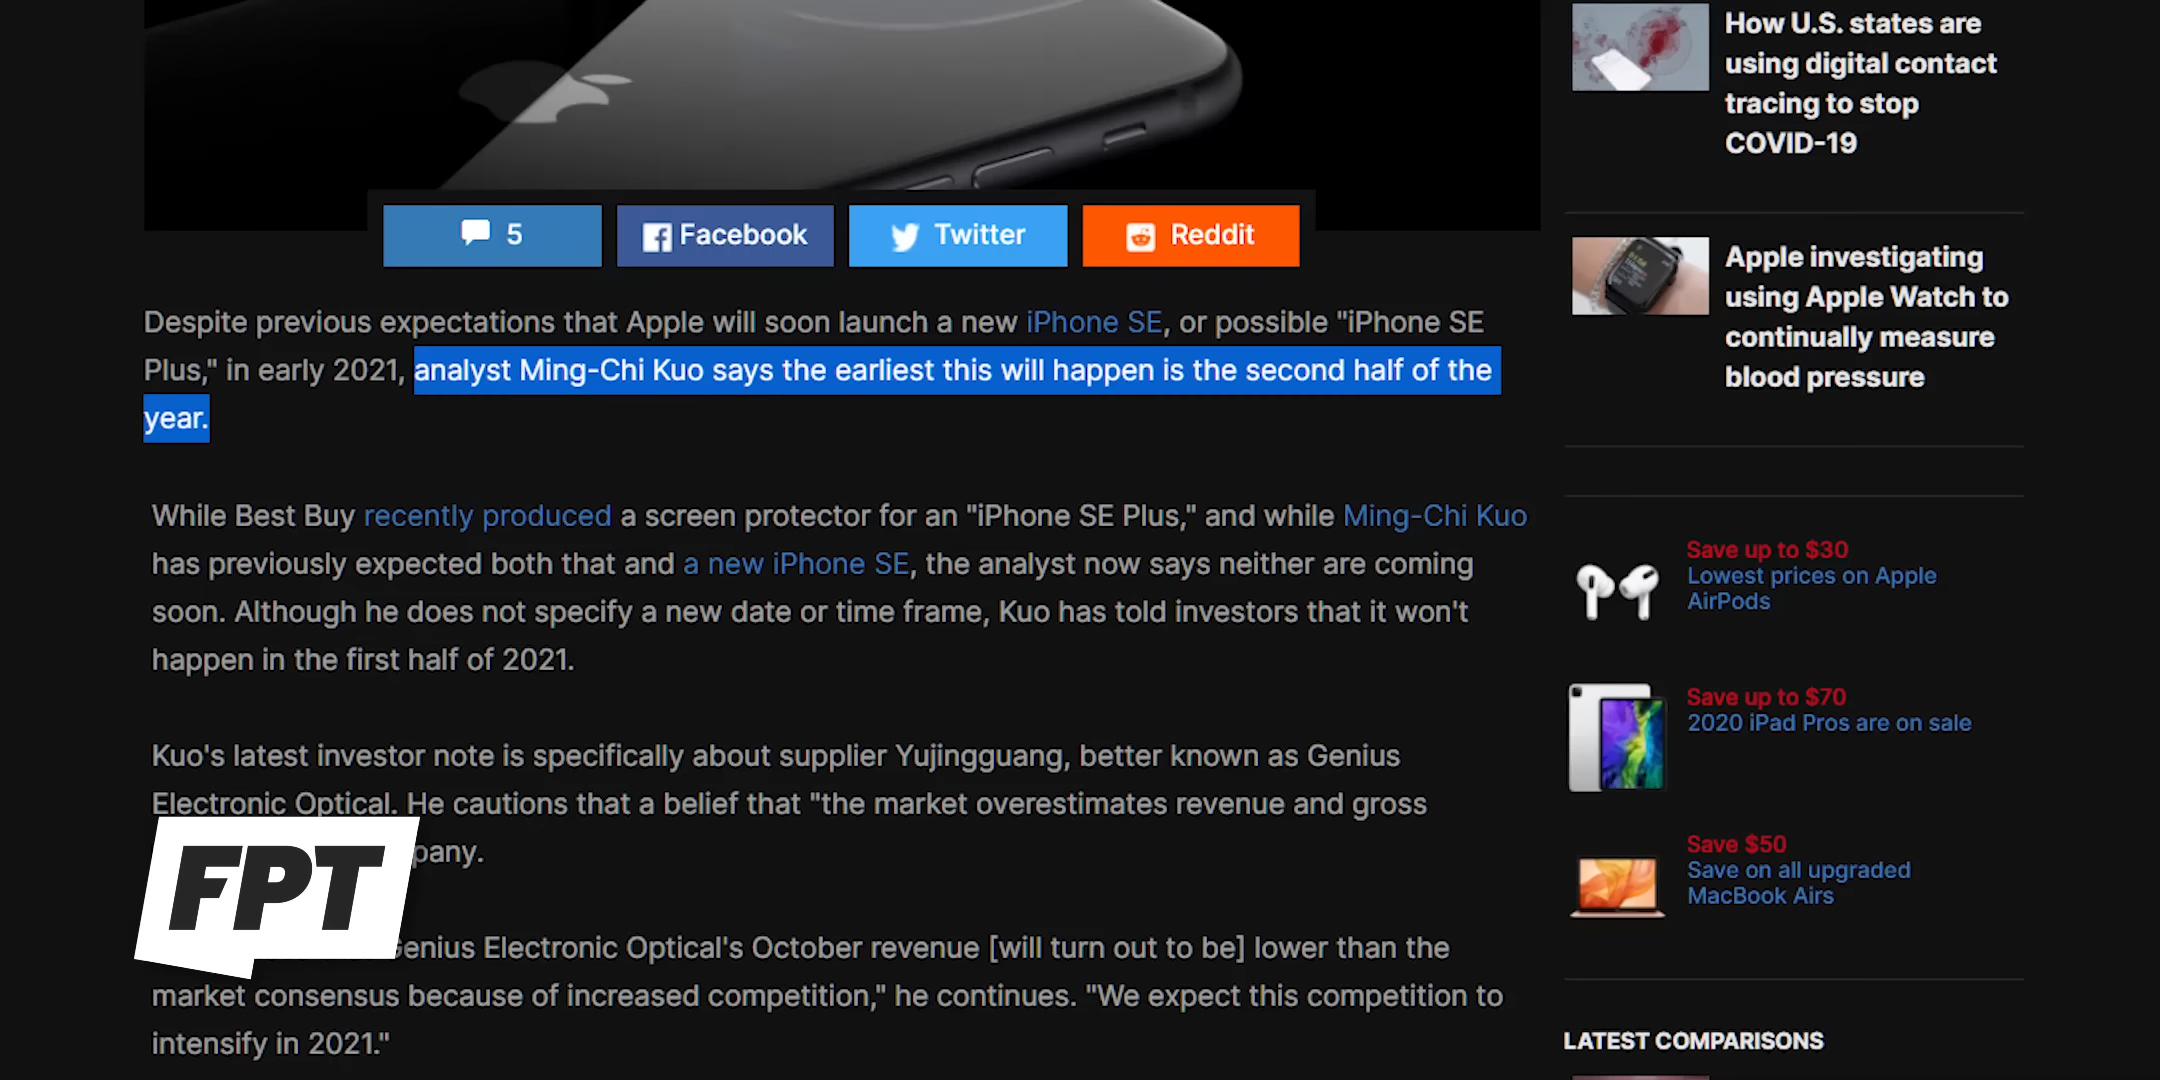 5
Facebook
Twitter
Reddit
Despite previous expectations that Apple will soon launch a new iPhone SE, or possible "iPhone SE
Plus," in early 2021, analyst Ming-Chi Kuo says the earliest this will happen is the second half of the
year.
While Best Buy recently produced a screen protector for an "iPhone SE Plus," and while Ming-Chi Kuo
has previously expected both that and a new iPhone SE, the analyst now says neither are coming
soon. Although he does not specify a new date or time frame, Kuo has told investors that it won't
happen in the first half of 2021.
Kuo's latest investor note is specifically about supplier Yujingguang, better known as Genius
Electronic Optical. He cautions that a belief that "the market overestimates revenue and gross
pany.
FPT
Genius Electronic Optical's October revenue [will turn out to be] lower than the
market consensus because of increased competition," he continues. "We expect this competition to
intensify in 2021."
How U.S. states are
using digital contact
tracing to stop
COVID-19
Apple investigating
using Apple Watch to
continually measure
blood pressure
Save up to $30
Lowest prices on Apple
AirPods
Save up to $70
2020 iPad Pros are on sale
Save $50
Save on all upgraded
MacBook Airs
LATEST COMPARISONS